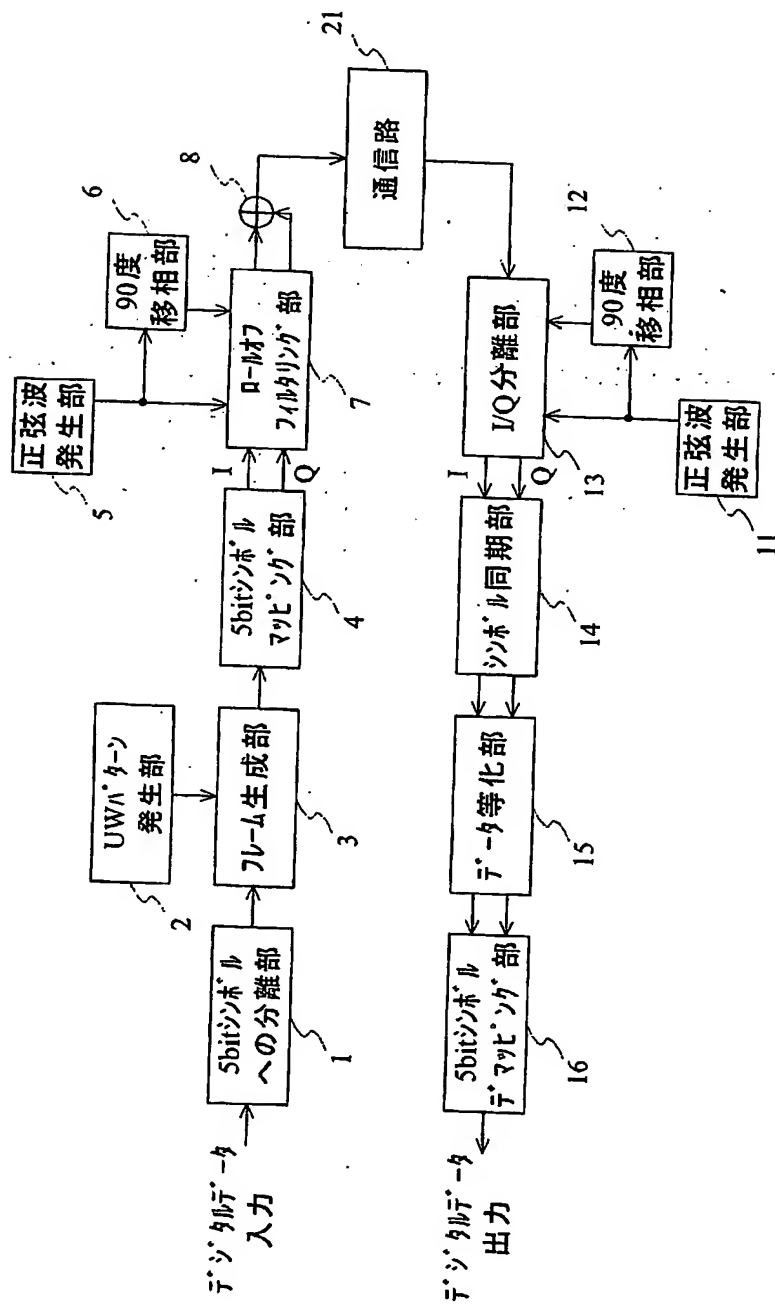 デジタルデータ
入力
5bitシンボル
への分離部
1
UWパターン
発生部
2
フレーム生成部
3
5bitシンボル
マッピング部
4
正弦波
発生部
5
90度
移相部
6
I
Q
ロールオフ
フィルタリング部
7
8
通信路
21
デジタルデータ
出力
5bitシンボル
デマッピング部
16
データ等化部
15
シンボル同期部
14
I
Q
I/Q分離部
13
90度
移相部
12
正弦波
発生部
11